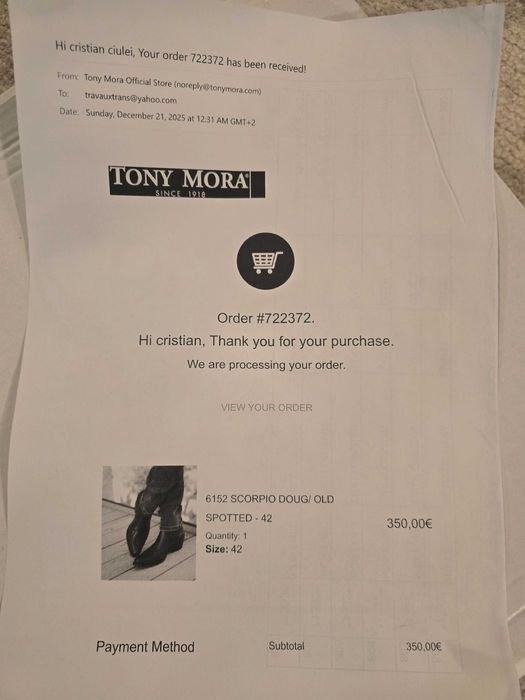 Hi cristian ciulei, Your order 722372 has been received!
From: Tony Mora Official Store (noreply@tonymora.com)
To: travauxtrans@yahoo.com
Date: Sunday, December 21, 2025 at 12:31 AM GMT+2
TONY MORA®
SINCE 1918
Order #722372.
Hi cristian, Thank you for your purchase.
We are processing your order.
VIEW YOUR ORDER
6152 SCORPIO DOUG/ OLD
SPOTTED - 42
350,00€
Quantity: 1
Size: 42
Payment Method
Subtotal
350,00€